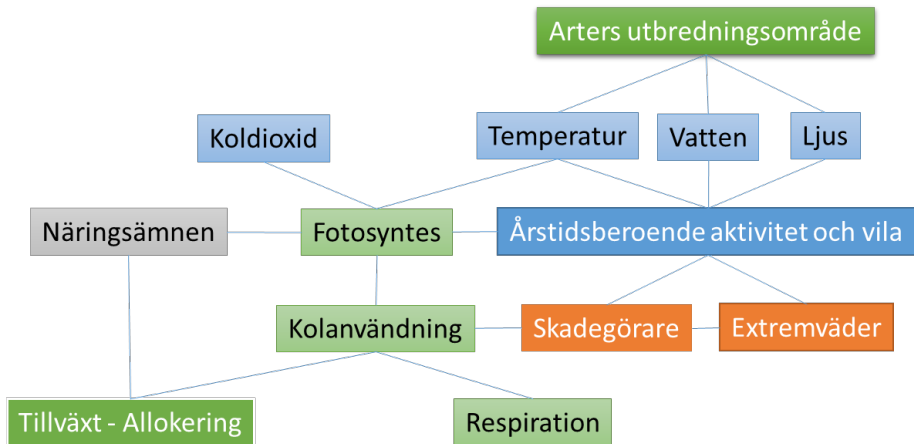 Arters utbredningsområde
Koldioxid
Temperatur
Vatten
Ljus
Näringsämnen
Fotosyntes
Årstidsberoende aktivitet och vila
Kolanvändning
Skadegörare
Extremväder
Tillväxt - Allokering
Respiration